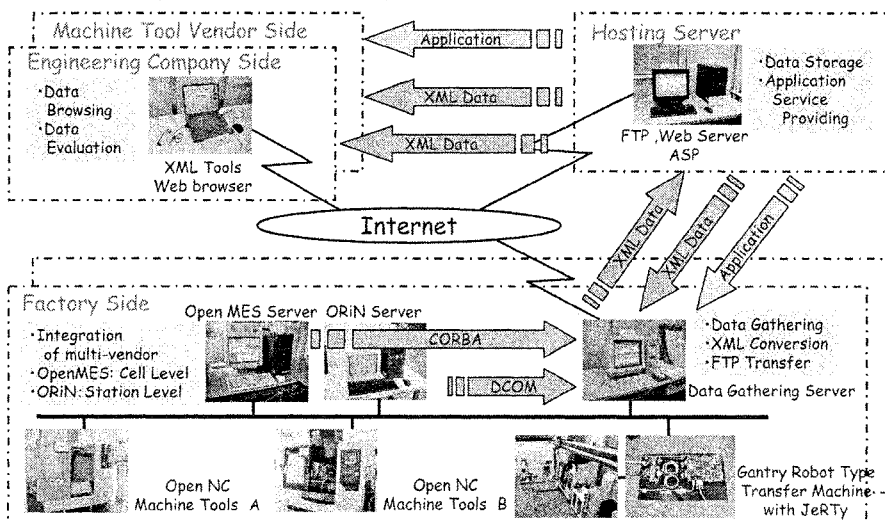 Machine Tool Vendor Side
Engineering Company Side
・Data
Browsing
・Data
Evaluation
XML Tools
Web browser
Application
XML Data
XML Data
Hosting Server
・Data Storage
・Application
Service
Providing
FTP ,Web Server
ASP
Internet
XML Data
XML Data
Application
Factory Side
・Integration
of multi-vendor
・OpenMES: Cell Level
・ORiN: Station Level
Open MES Server
ORiN Server
CORBA
DCOM
・Data Gathering
・XML Conversion
・FTP Transfer
Data Gathering Server
Open NC
Machine Tools A
Open NC
Machine Tools B
Gantry Robot Type
Transfer Machine
with JeRTy